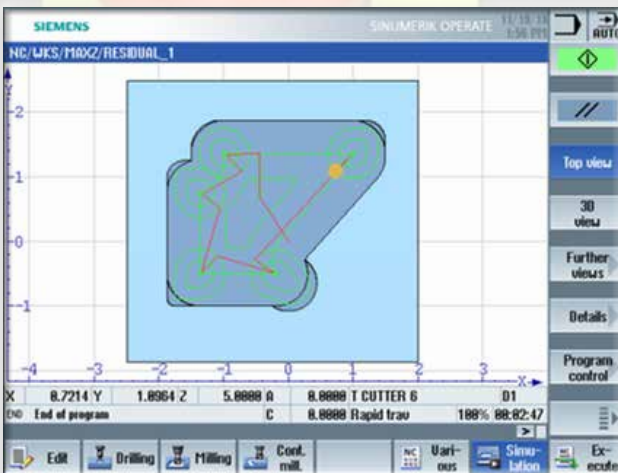 SIEMENS
SINUMERIK OPERATE
AUTO
NC/WKS/MAXZ/RESIDUAL_1
2
1
0
-1
-4
-3
-2
-1
0
1
2
3
X
Top view
3D
view
Further
views
Details
Program
control
X 0.7214 Y 1.0964 Z 5.0000 A 0.0000 T CUTTER 6 D1
END End of program C 0.0000 Rapid trav 100% 00:02:47
>
Edit
Drilling
Milling
Cont.
mill.
NC
Vari-
ous
Simu-
lation
Ex-
ecute